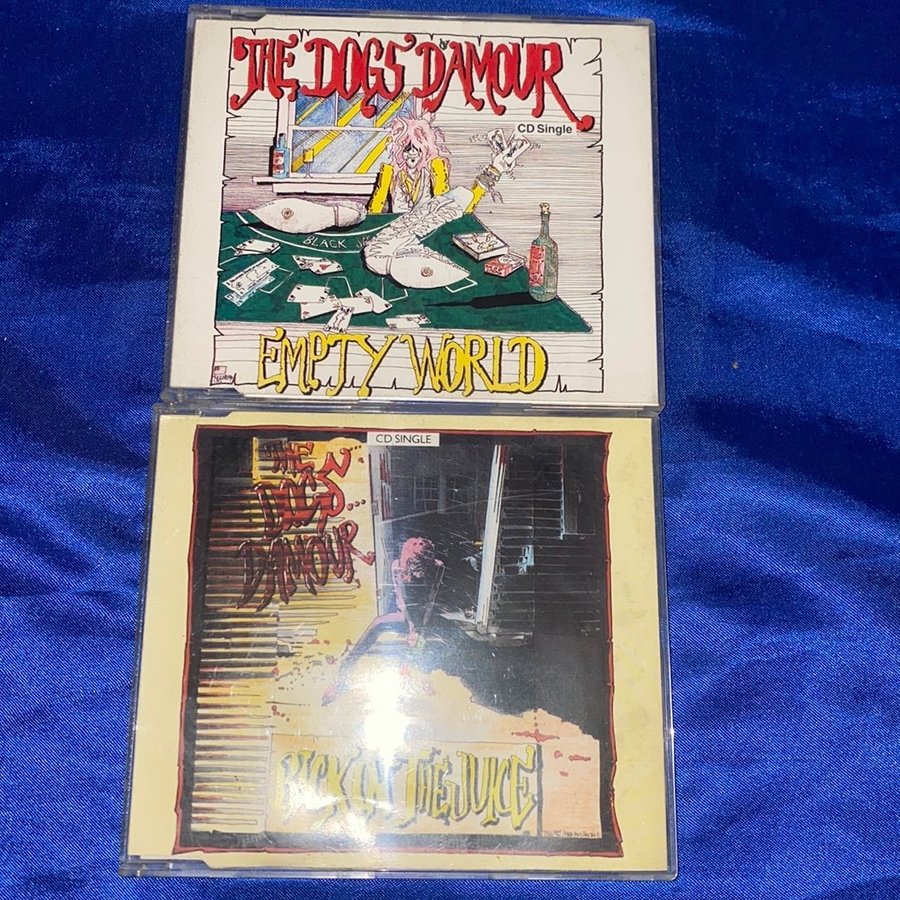 THE DOGS D'AMOUR
CD Single
BLACK
EMPTY WORLD
CD SINGLE
THE
DOGS
D'AMOUR
BACK ON THE JUICE